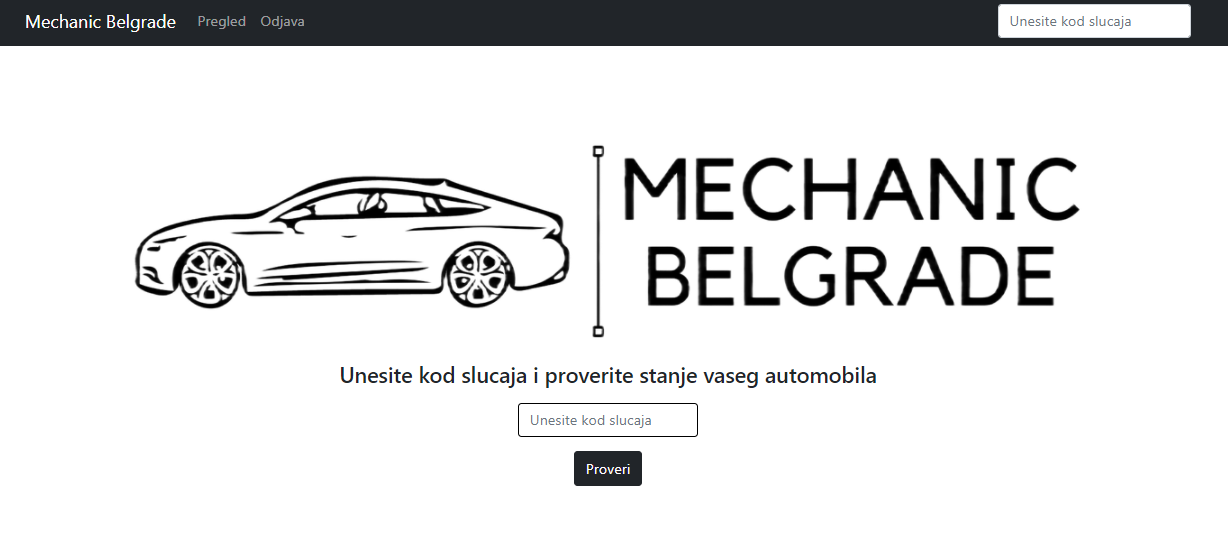 Mechanic Belgrade Pregled Odjava Unesite kod slucaja
MECHANIC
BELGRADE
Unesite kod slucaja i proverite stanje vaseg automobila
Unesite kod slucaja
Proveri